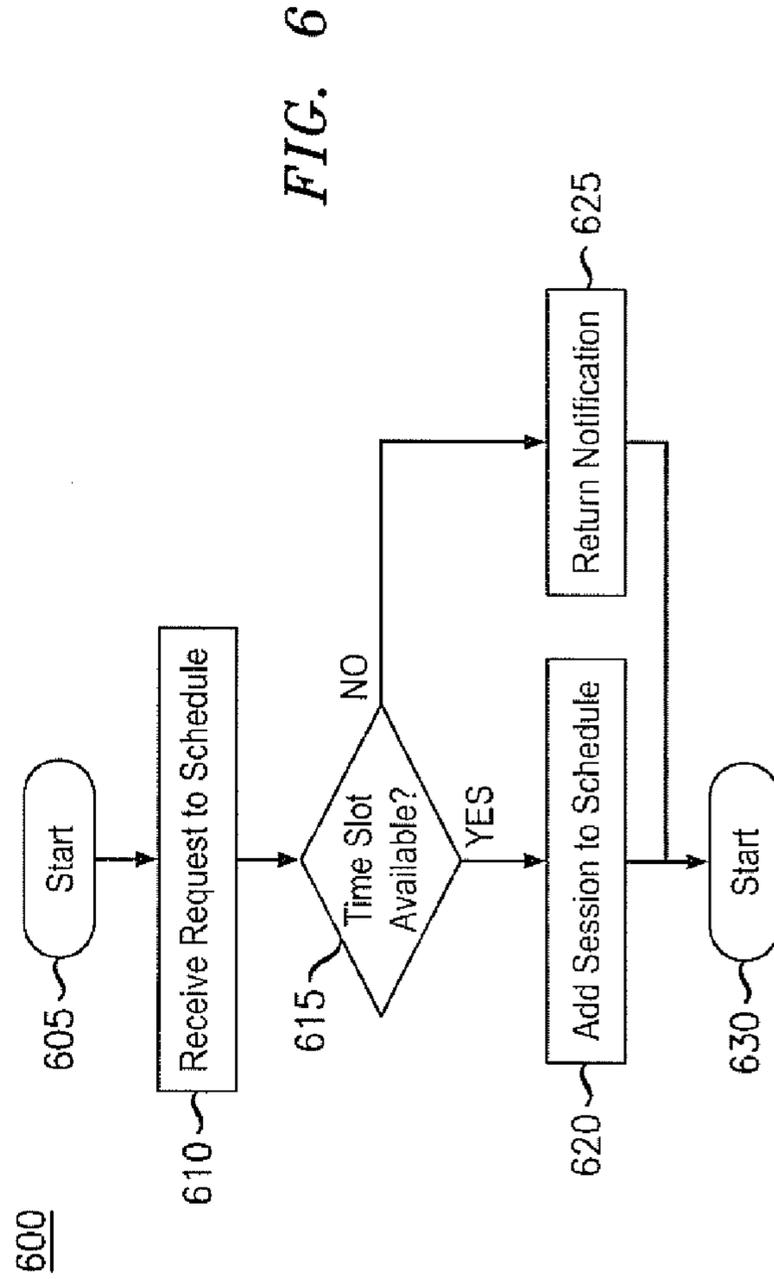 600
605
Start
610
Receive Request to Schedule
615
Time Slot
Available?
NO
YES
620
Add Session to Schedule
Return Notification
625
630
Start
FIG. 6